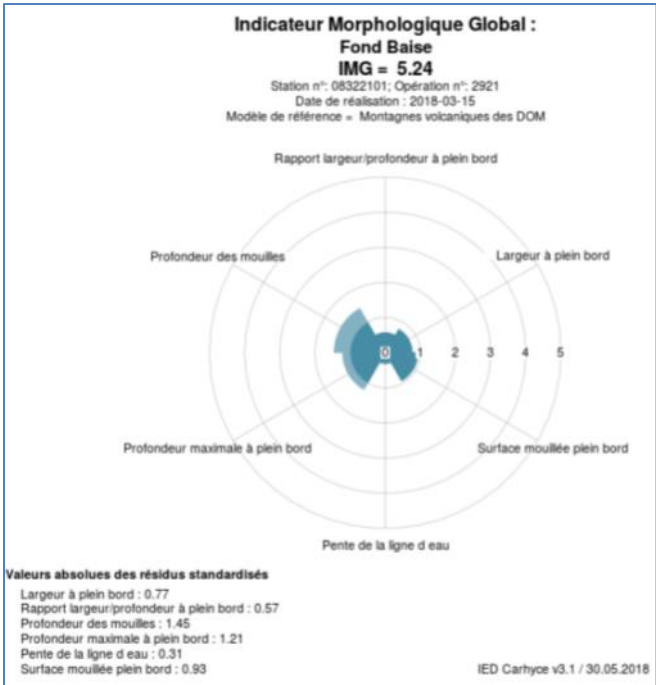 Indicateur Morphologique Global :
Fond Baise
IMG = 5.24
Station n°: 08322101; Opération n°: 2921
Date de réalisation : 2018-03-15
Modèle de référence = Montagnes volcaniques des DOM
Rapport largeur/profondeur à plein bord
Profondeur des mouilles
Largeur à plein bord
0 1 2 3 4 5
Profondeur maximale à plein bord
Surface mouillée plein bord
Pente de la ligne d eau
Valeurs absolues des résidus standardisés
Largeur à plein bord : 0.77
Rapport largeur/profondeur à plein bord : 0.57
Profondeur des mouilles : 1.45
Profondeur maximale à plein bord : 1.21
Pente de la ligne d eau : 0.31
Surface mouillée plein bord : 0.93
IED Carhyce v3.1 / 30.05.2018